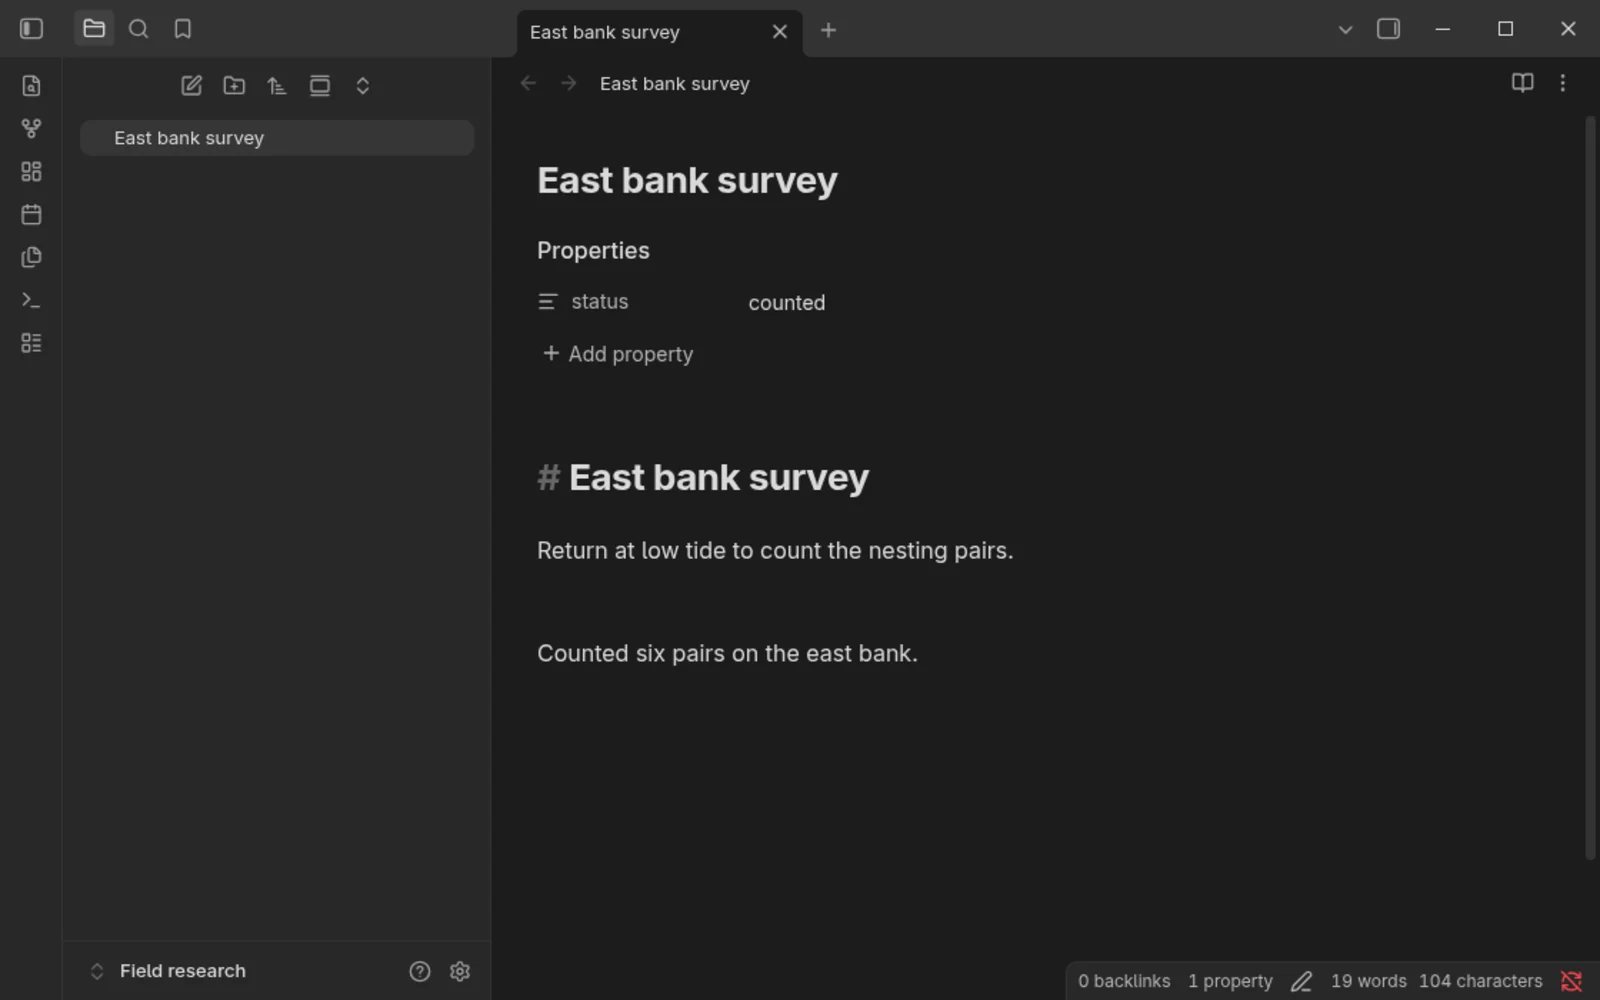 East bank survey
East bank survey
East bank survey
East bank survey
Properties
status counted
Add property
# East bank survey
Return at low tide to count the nesting pairs.
Counted six pairs on the east bank.
Field research
0 backlinks 1 property 19 words 104 characters